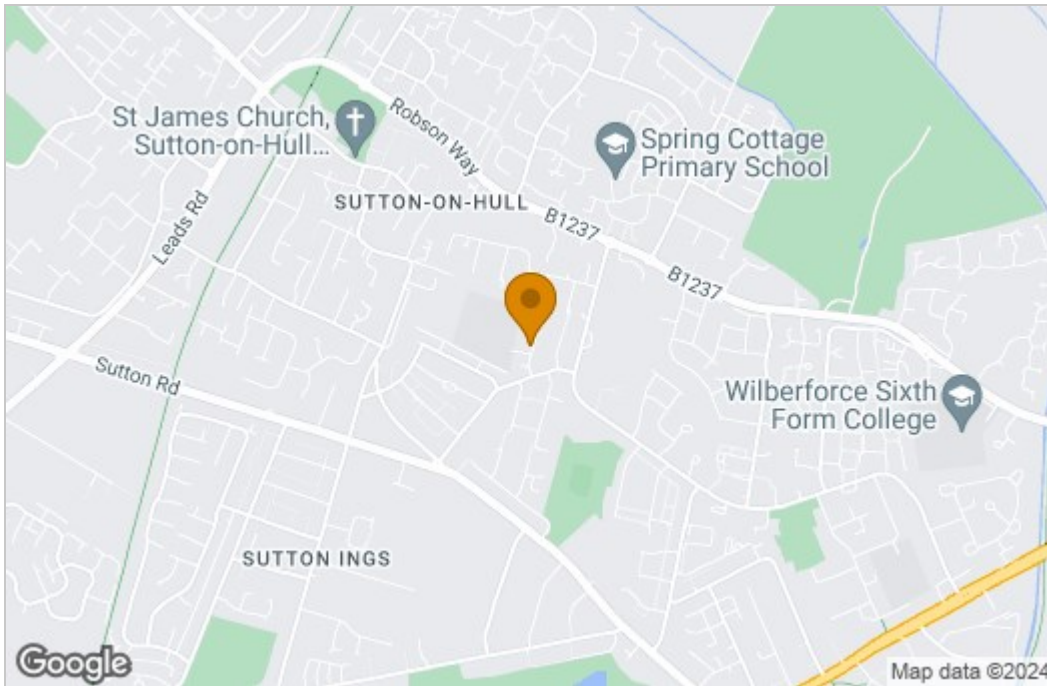 St James Church,
Sutton-on-Hull...
Robson Way
Spring Cottage
Primary School
SUTTON-ON-HULL
B1237
Leads Rd
B1237
Sutton Rd
Wilberforce Sixth
Form College
SUTTON INGS
Google
Map data ©2024